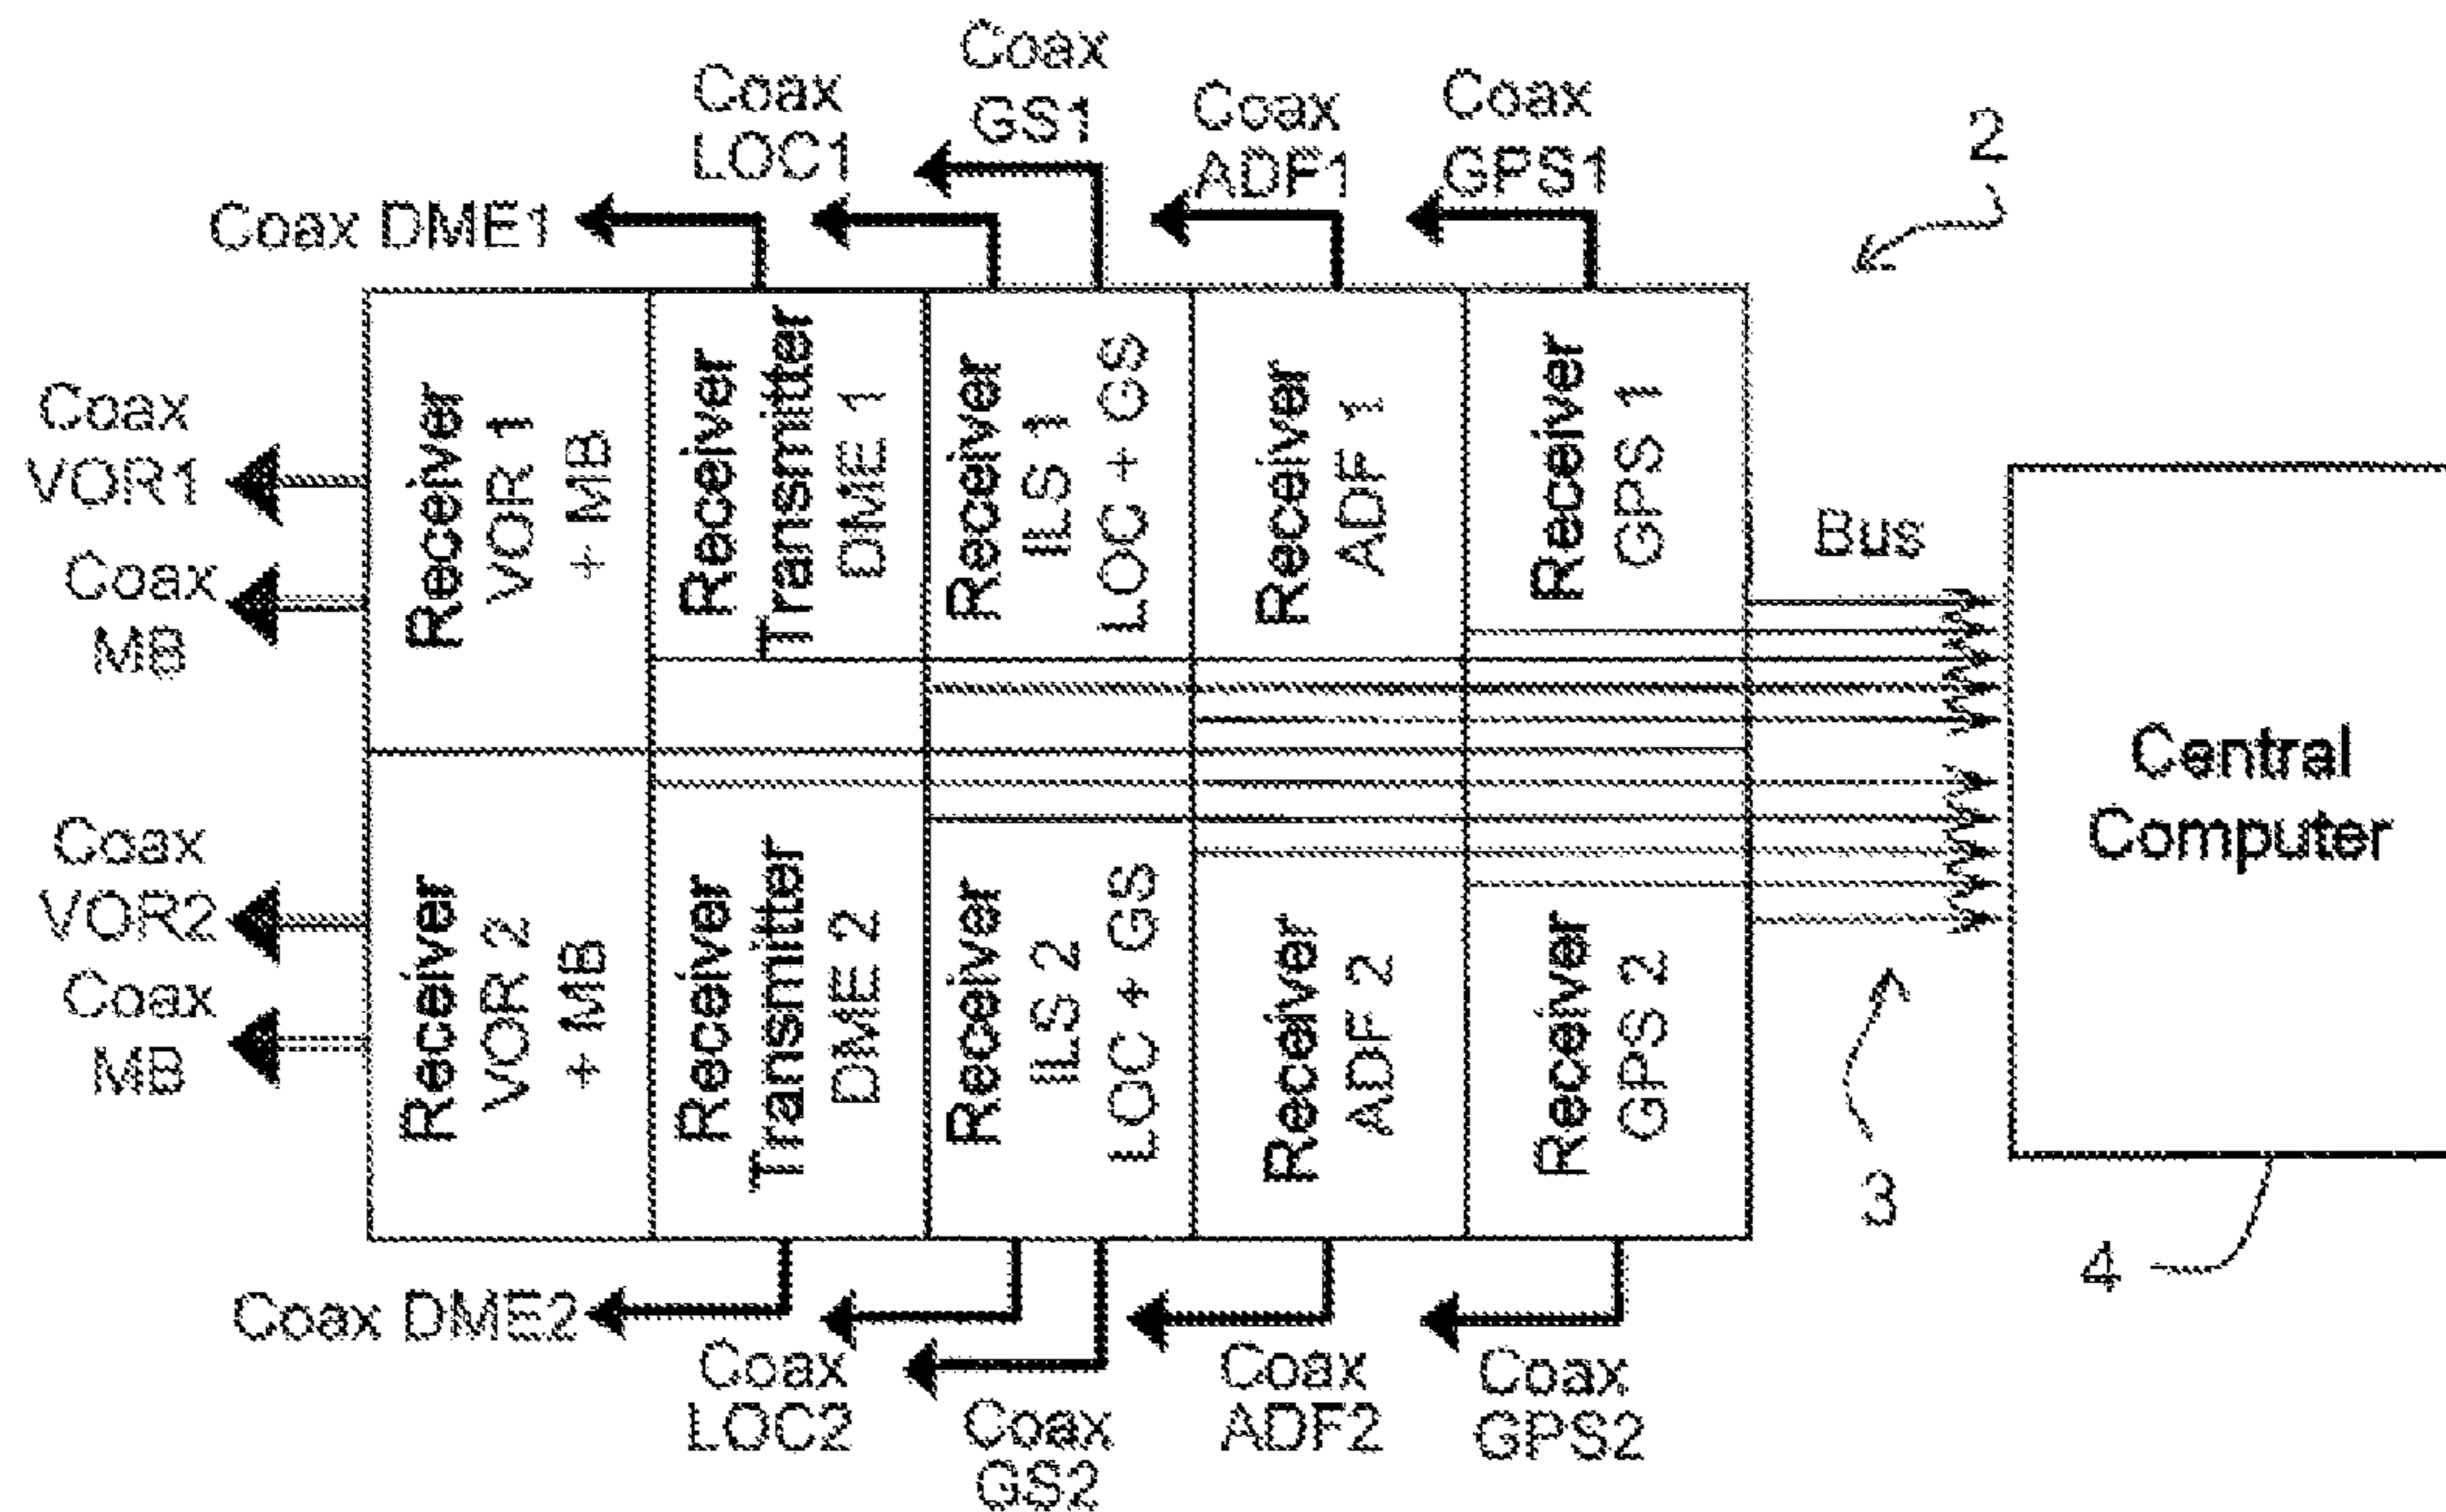 Coax
GS1
Coax
LOC1
Coax
ADF1
Coax
GPS1
2
Coax DME1
Coax
VOR1
Coax
MB
Receiver
VOR 1
+ MB
Receiver
Transmitter
DME 1
Receiver
ILS 1
LOC + GS
Receiver
ADF 1
Receiver
GPS 1
Bus
Central
Computer
Coax
VOR2
Coax
MB
Receiver
VOR 2
+ MB
Receiver
Transmitter
DME 2
Receiver
ILS 2
LOC + GS
Receiver
ADF 2
Receiver
GPS 2
3
4
Coax DME2
Coax
LOC2
Coax
GS2
Coax
ADF2
Coax
GPS2